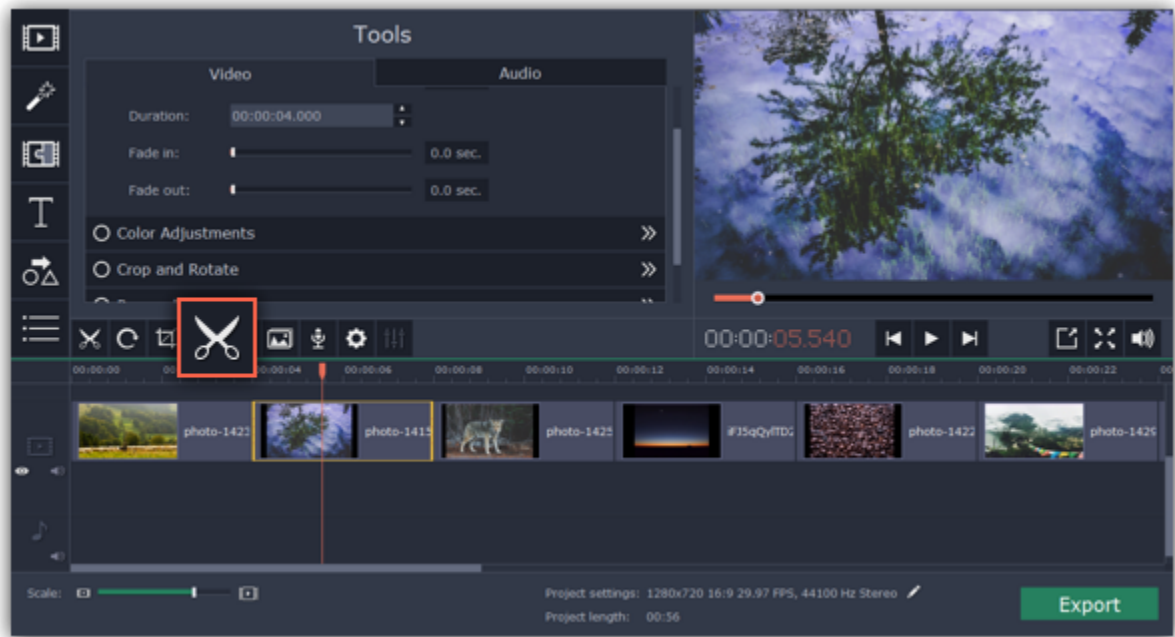 Tools
Video Audio
Duration: 00:00:04.000
Fade in: 0.0 sec.
Fade out: 0.0 sec.
Color Adjustments
Crop and Rotate
T
00:00:05.540
00:00:00 00:00:04 00:00:06 00:00:08 00:00:10 00:00:12 00:00:14 00:00:16 00:00:18 00:00:20 00:00:22 00
photo-1423 photo-1415 photo-1425 photo-1422 photo-1429
Scale:
Project settings: 1280x720 16:9 29.97 FPS, 44100 Hz Stereo
Project length: 00:56
Export